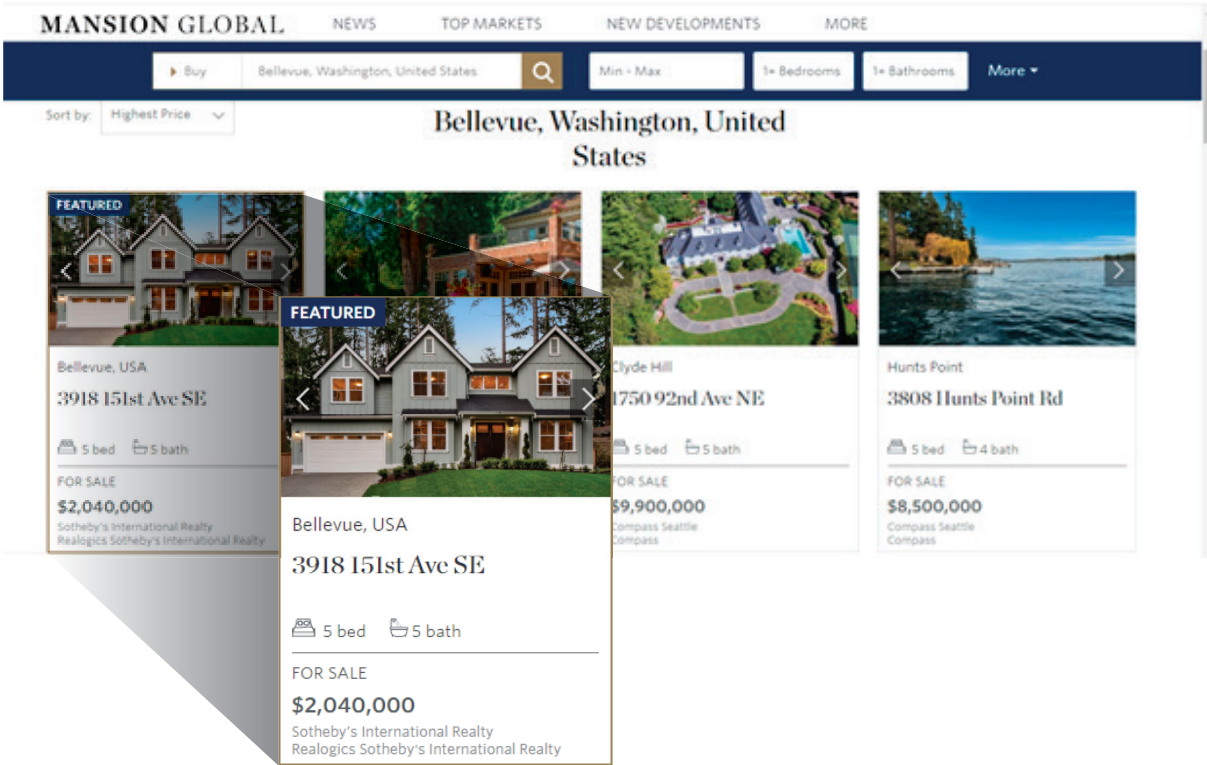 MANSION GLOBAL
NEWS
TOP MARKETS
NEW DEVELOPMENTS
MORE
Buy
Bellevue, Washington, United States
Min - Max
1+ Bedrooms
1+ Bathrooms
More
Sort by:
Highest Price
Bellevue, Washington, United
States
FEATURED
Bellevue, USA
3918 151st Ave SE
5 bed
5 bath
FOR SALE
$2,040,000
Sotheby's International Realty
Realogics Sotheby's International Realty
FEATURED
Bellevue, USA
3918 151st Ave SE
5 bed
5 bath
FOR SALE
$2,040,000
Sotheby's International Realty
Realogics Sotheby's International Realty
Clyde Hill
1750 92nd Ave NE
5 bed
5 bath
FOR SALE
$9,900,000
Compass Seattle
Compass
Hunts Point
3808 Hunts Point Rd
5 bed
4 bath
FOR SALE
$8,500,000
Compass Seattle
Compass